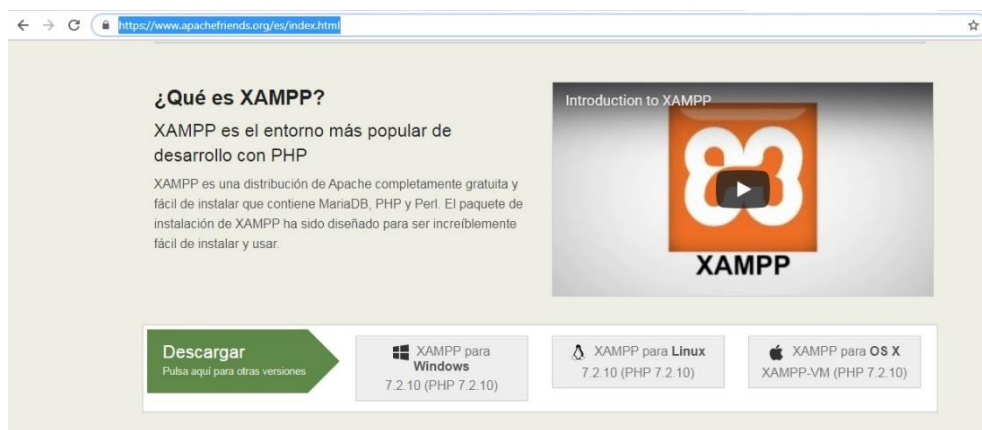 https://www.apachefriends.org/es/index.html
¿Qué es XAMPP?
XAMPP es el entorno más popular de
desarrollo con PHP
XAMPP es una distribución de Apache completamente gratuita y
fácil de instalar que contiene MariaDB, PHP y Perl. El paquete de
instalación de XAMPP ha sido diseñado para ser increíblemente
fácil de instalar y usar.
Introduction to XAMPP
XAMPP
Descargar
Pulsa aquí para otras versiones
XAMPP para
Windows
7.2.10 (PHP 7.2.10)
XAMPP para Linux
7.2.10 (PHP 7.2.10)
XAMPP para OS X
XAMPP-VM (PHP 7.2.10)